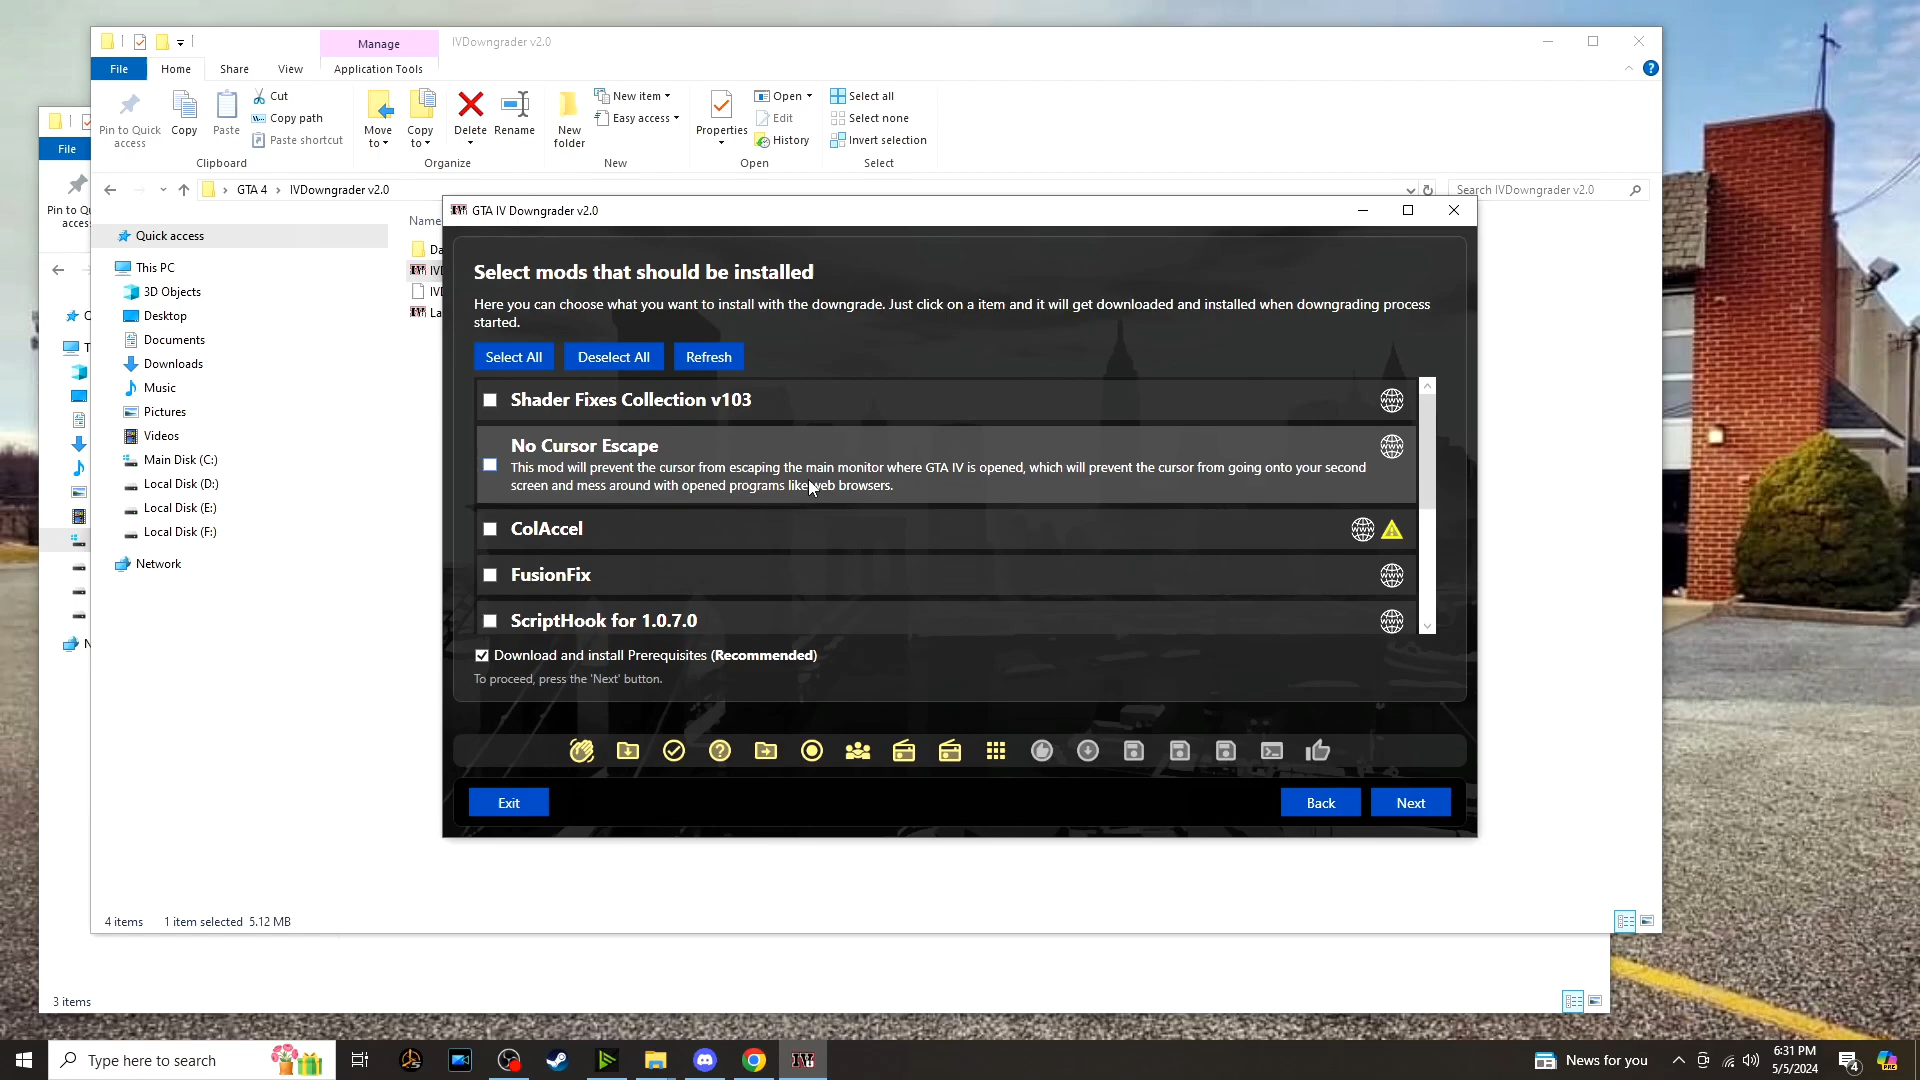 Manage
IVDowngrader v2.0
File
Home
Share
View
Application Tools
Pin to Quick access
Copy
Paste
Cut
Copy path
Paste shortcut
Move to
Copy to
Delete
Rename
New folder
New item
Easy access
Properties
Open
Edit
History
Select all
Select none
Invert selection
Clipboard
Organize
New
Open
Select
GTA 4
IVDowngrader v2.0
Search IVDowngrader v2.0
File
Quick access
This PC
3D Objects
Desktop
Documents
Downloads
Music
Pictures
Videos
Main Disk (C:)
Local Disk (D:)
Local Disk (E:)
Local Disk (F:)
Network
Name
GTA IV Downgrader v2.0
Select mods that should be installed
Here you can choose what you want to install with the downgrade. Just click on a item and it will get downloaded and installed when downgrading process
started.
Select All
Deselect All
Refresh
Shader Fixes Collection v103
No Cursor Escape
This mod will prevent the cursor from escaping the main monitor where GTA IV is opened, which will prevent the cursor from going onto your second
screen and mess around with opened programs like web browsers.
ColAccel
FusionFix
ScriptHook for 1.0.7.0
Download and install Prerequisites (Recommended)
To proceed, press the 'Next' button.
Exit
Back
Next
4 items
1 item selected 5.12 MB
3 items
Type here to search
News for you
6:31 PM
5/5/2024
4